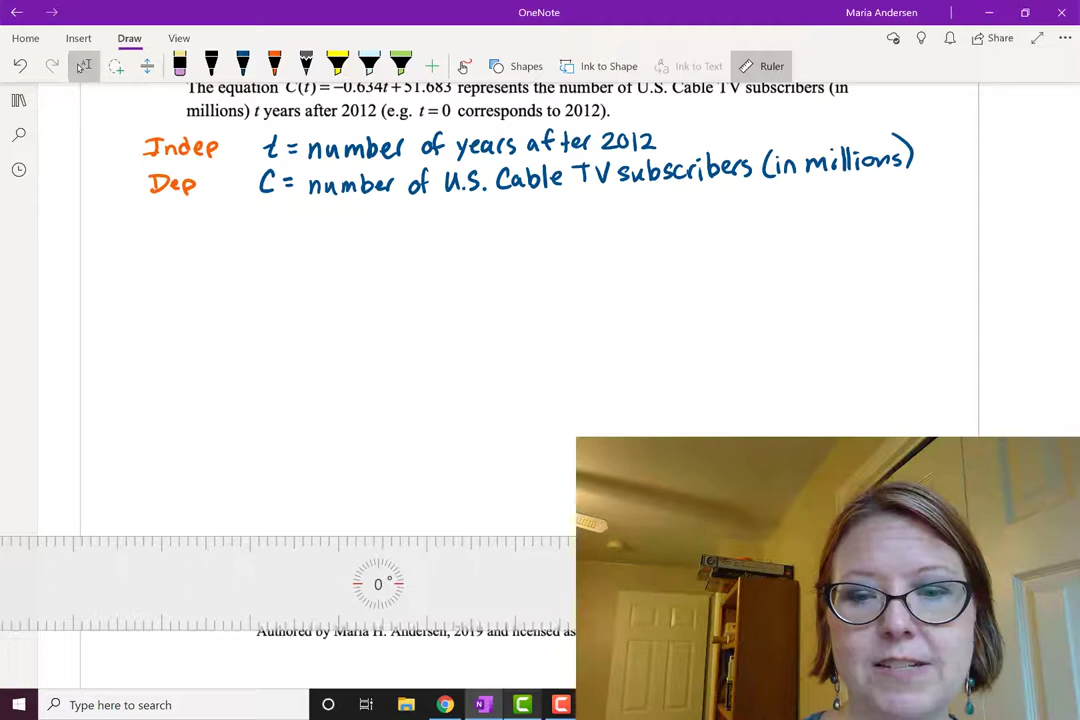 OneNote
Maria Andersen
Home Insert Draw View
Share
Shapes Ink to Shape Ink to Text Ruler
The equation C(t) = −0.634t + 51.683 represents the number of U.S. Cable TV subscribers (in
millions) t years after 2012 (e.g. t = 0 corresponds to 2012).
Indep t = number of years after 2012
Dep C = number of U.S. Cable TV subscribers (in millions)
0°
Authored by Maria H. Andersen, 2019 and licensed as
Type here to search